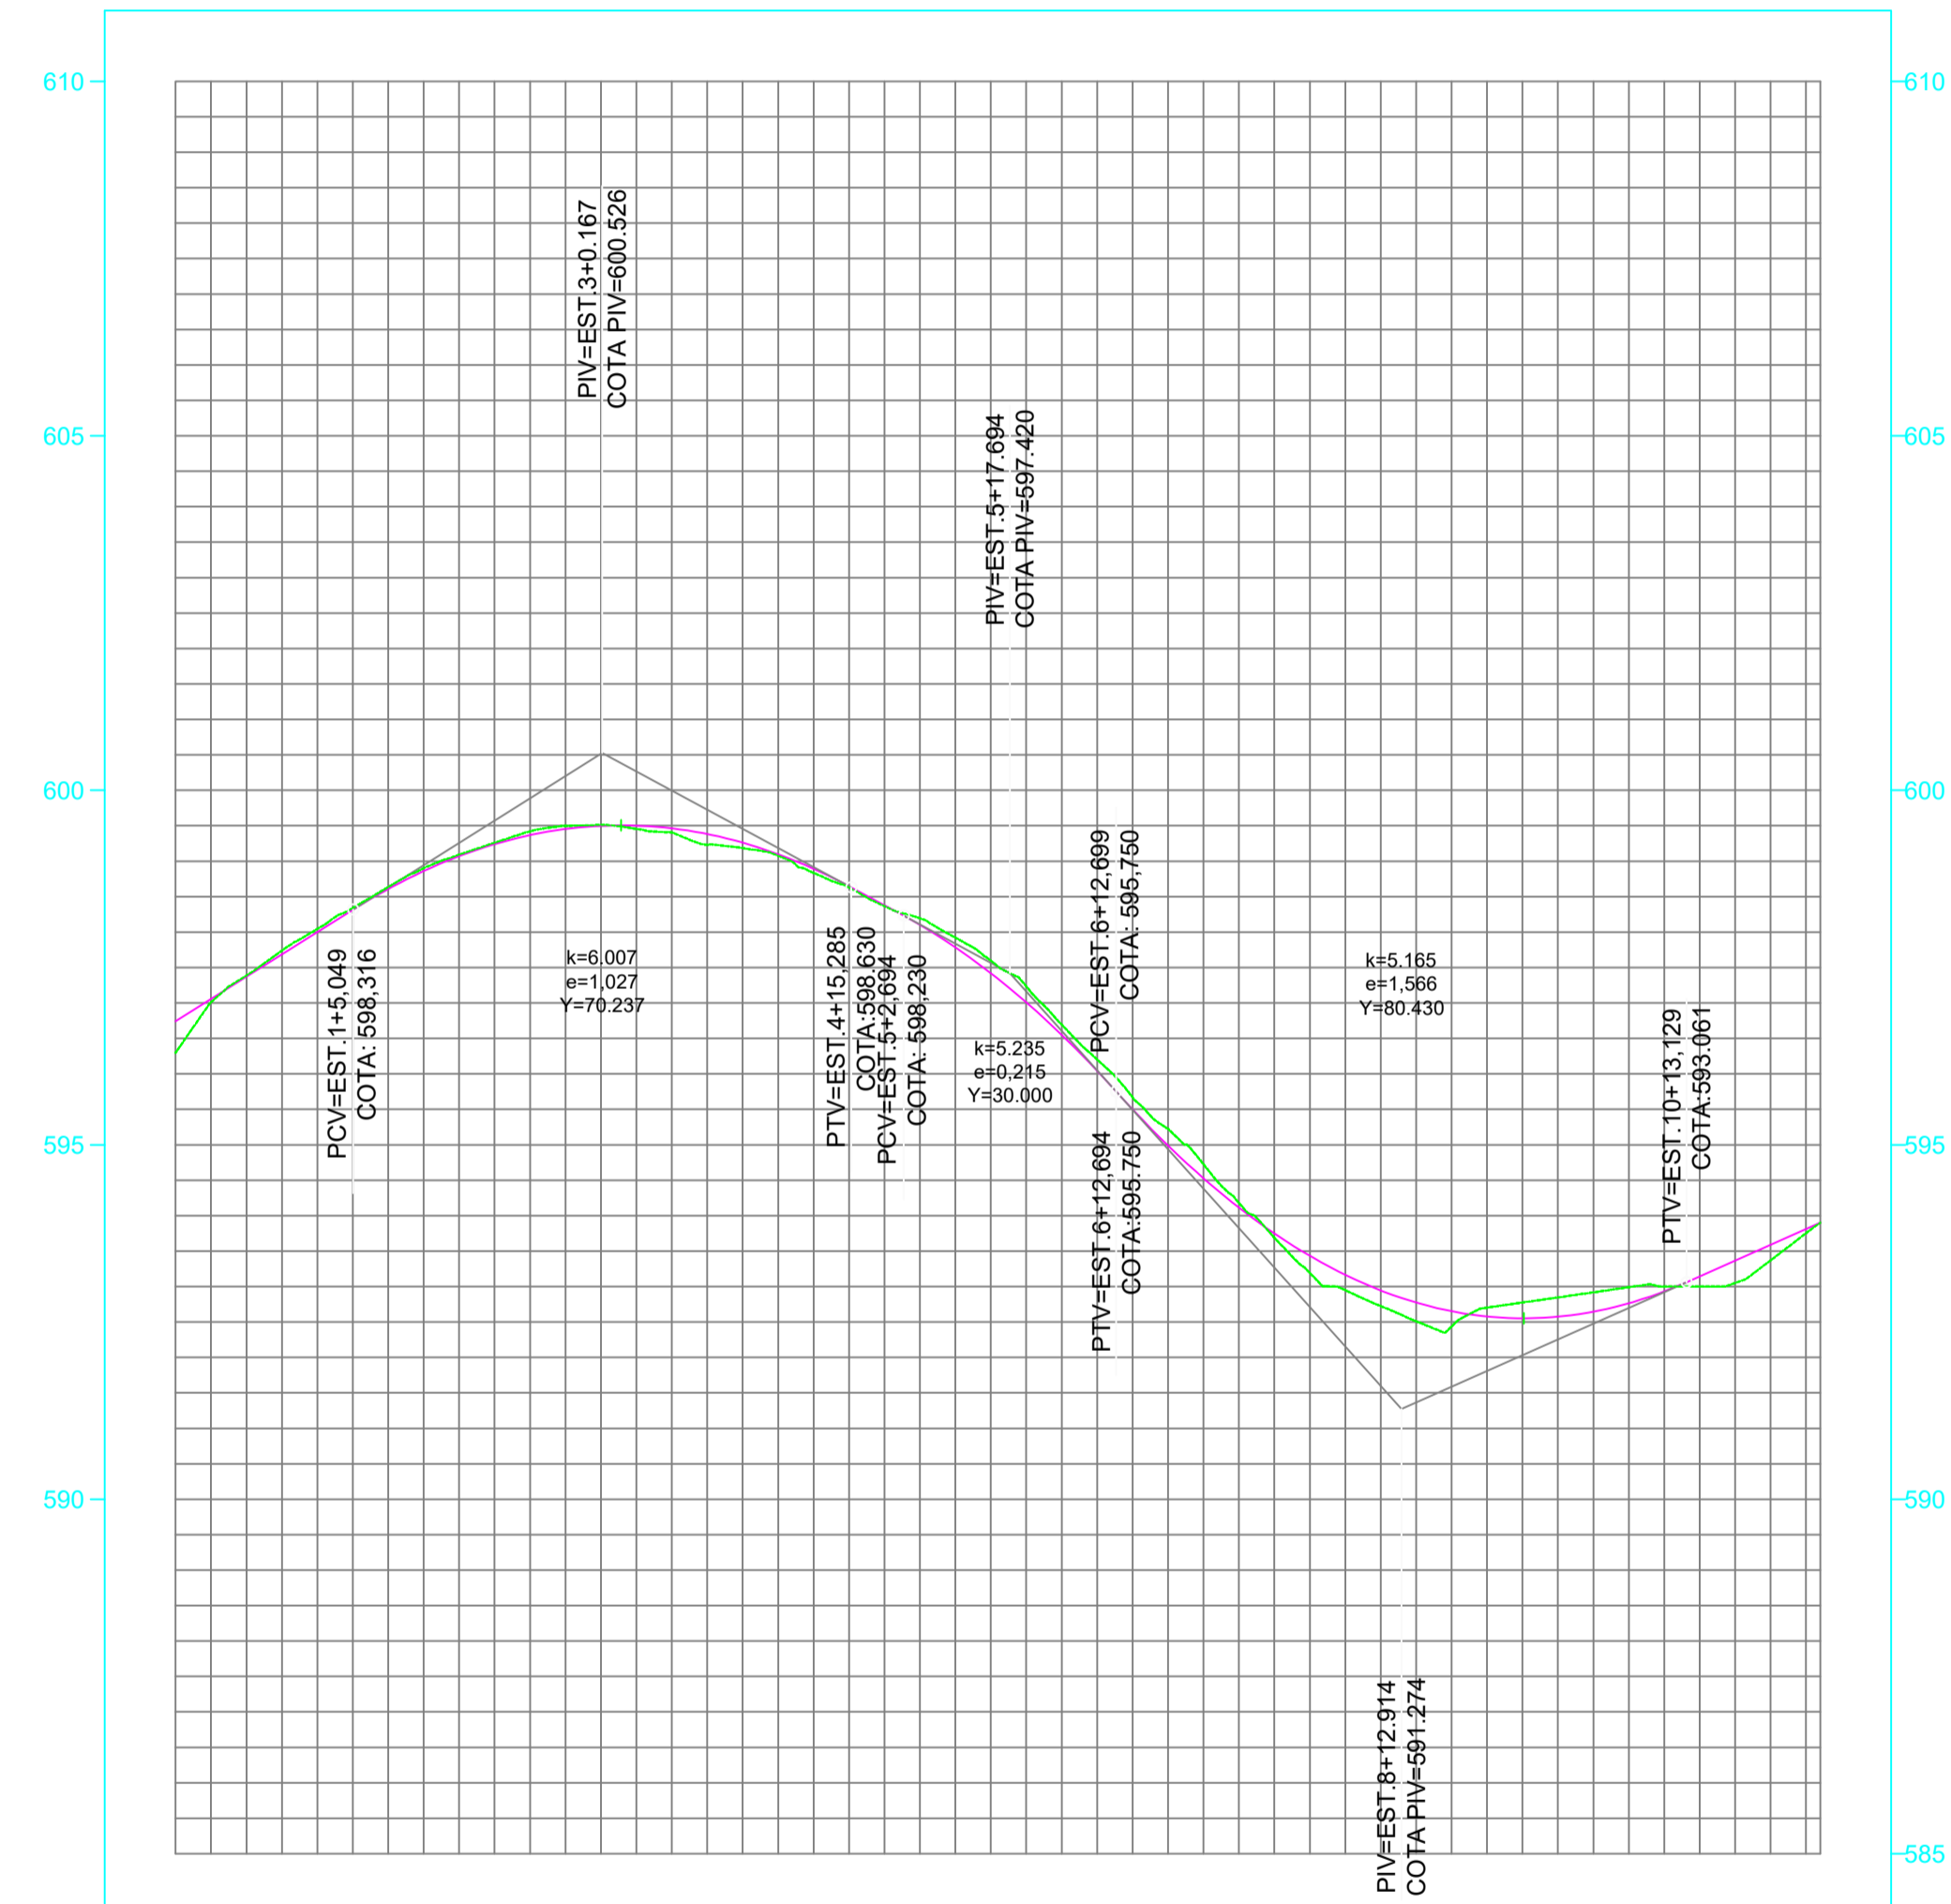 610
610
PIV=EST.3+0.167
COTA PIV=600.526
605
605
PIV=EST.5+17.694
COTA PIV=597.420
600
600
PCV=EST.1+5,049
COTA: 598,316
k=6.007
e=1,027
Y=70.237
PTV=EST.4+15,285
COTA:598.630
PCV=EST.5+2,694
COTA: 598,230
k=5.235
e=0,215
Y=30.000
PCV=EST.6+12,699
COTA: 595,750
PTV=EST.6+12,694
COTA:595.750
k=5.165
e=1,566
Y=80.430
PTV=EST.10+13,129
COTA:593.061
595
595
590
590
PIV=EST.8+12.914
COTA PIV=591.274
585